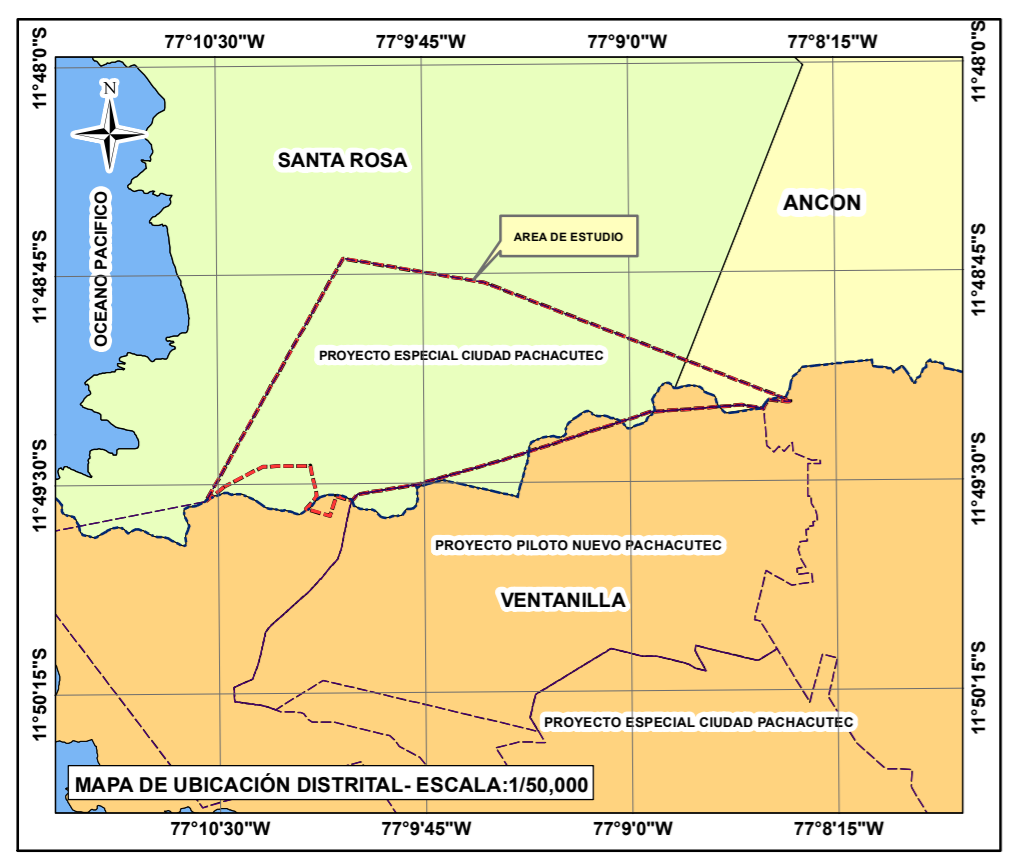 77°10'30"W 77°9'45"W 77°9'0"W 77°8'15"W
11°48'0"S
11°48'0"S
N
SANTA ROSA
ANCON
OCEANO PACIFICO
AREA DE ESTUDIO
11°48'45"S
11°48'45"S
PROYECTO ESPECIAL CIUDAD PACHACUTEC
11°49'30"S
11°49'30"S
PROYECTO PILOTO NUEVO PACHACUTEC
VENTANILLA
11°50'15"S
11°50'15"S
PROYECTO ESPECIAL CIUDAD PACHACUTEC
MAPA DE UBICACIÓN DISTRITAL- ESCALA:1/50,000
77°10'30"W 77°9'45"W 77°9'0"W 77°8'15"W